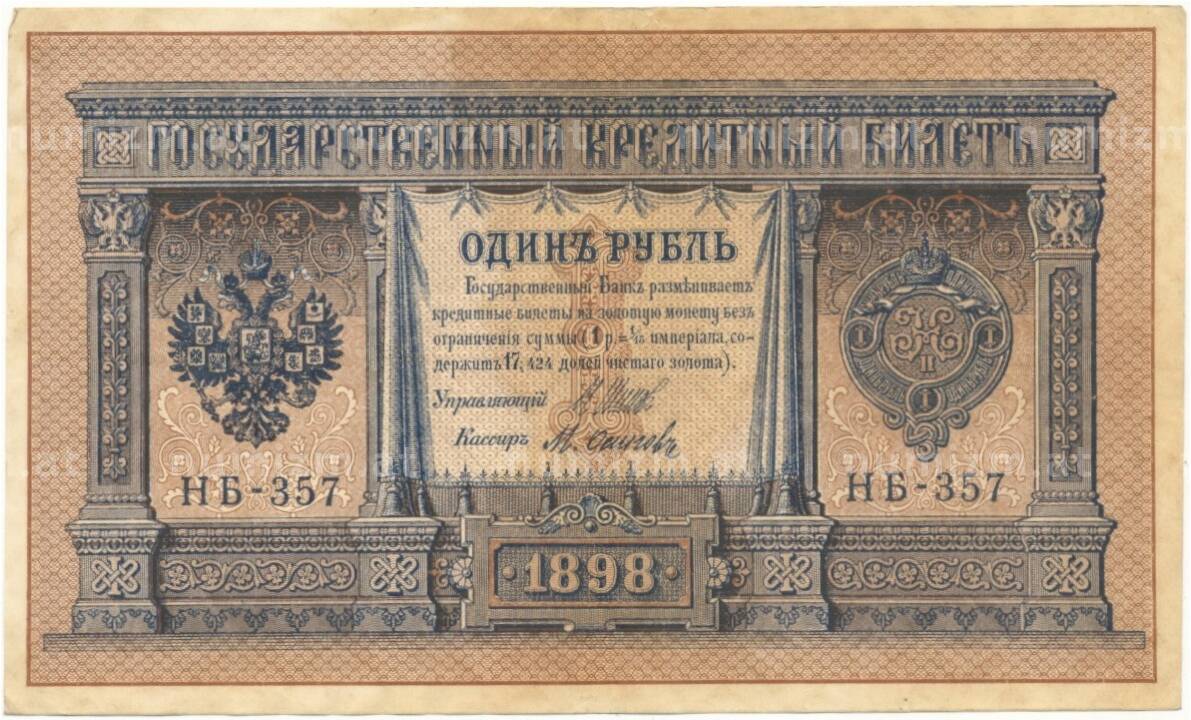 ГОСУДАРСТВЕННЫЙ КРЕДИТНЫЙ БИЛЕТЪ
ОДИНЪ РУБЛЬ
Государственный Банкъ размѣниваетъ
кредитные билеты на золотую монету безъ
ограниченія суммы (1 р.=1/15 имперіала, со-
держитъ 17,424 долей чистаго золота).
Управляющій
Кассиръ
НБ-357
НБ-357
1898